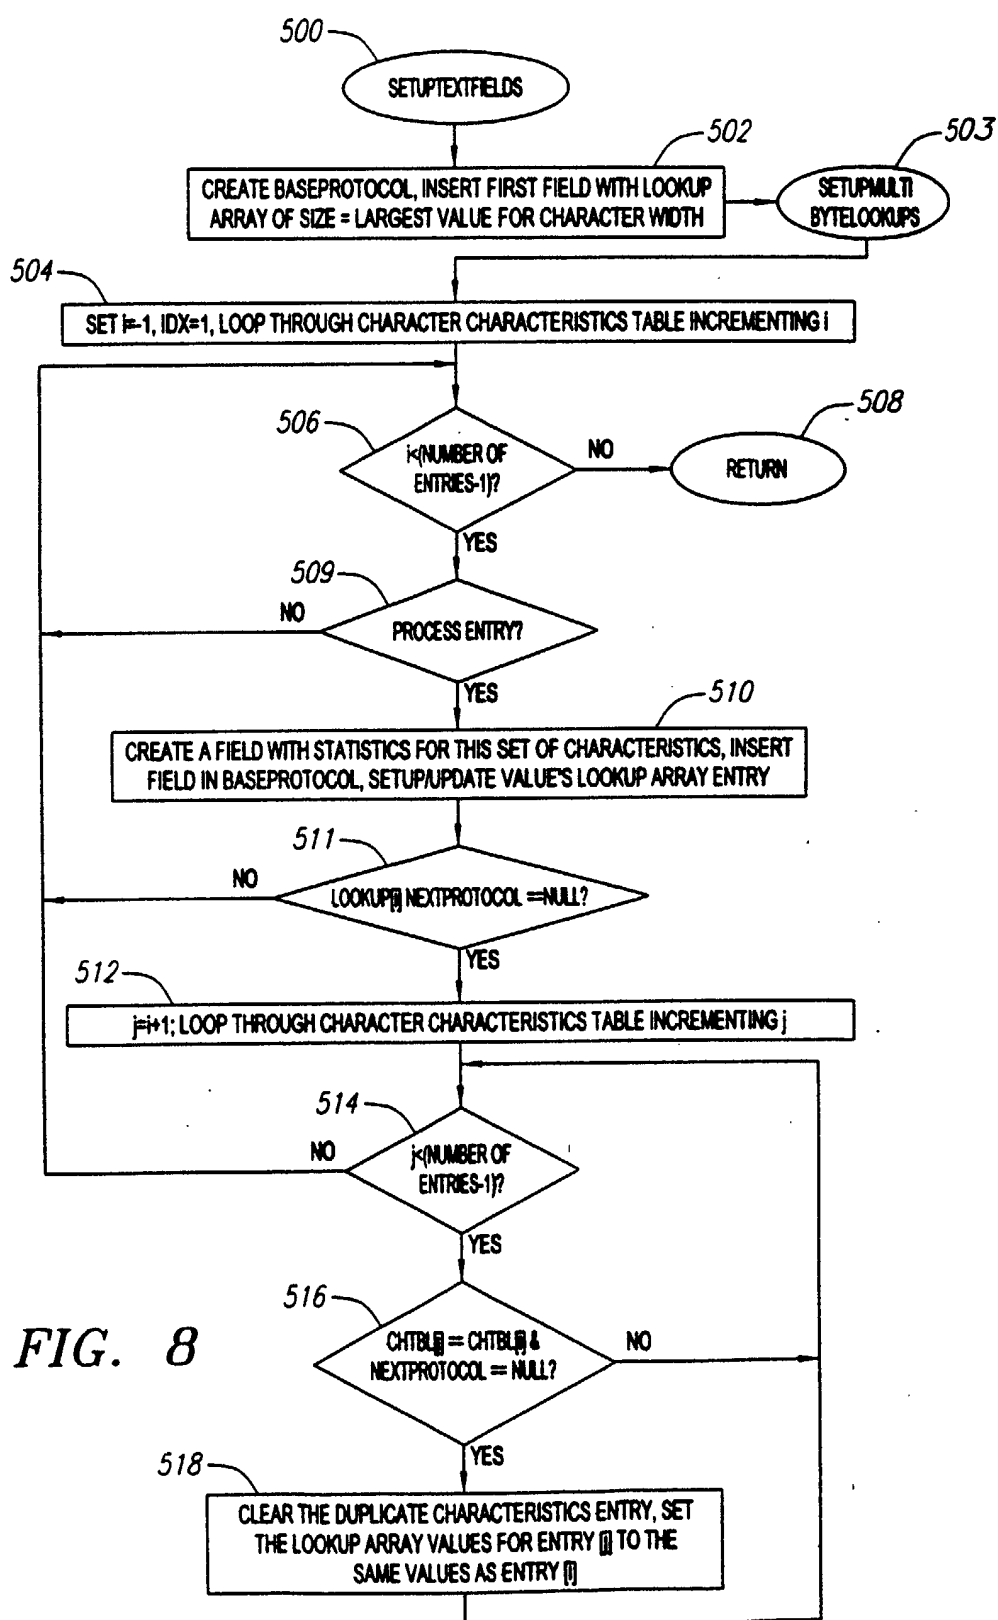 500
SETUPTEXTFIELDS
502
503
CREATE BASEPROTOCOL, INSERT FIRST FIELD WITH LOOKUP
ARRAY OF SIZE = LARGEST VALUE FOR CHARACTER WIDTH
SETUPMULTI
BYTELOOKUPS
504
SET i=-1, IDX=1, LOOP THROUGH CHARACTER CHARACTERISTICS TABLE INCREMENTING i
506
i<(NUMBER OF
ENTRIES-1)?
NO
508
RETURN
YES
509
NO
PROCESS ENTRY?
YES
510
CREATE A FIELD WITH STATISTICS FOR THIS SET OF CHARACTERISTICS, INSERT
FIELD IN BASEPROTOCOL, SETUP/UPDATE VALUE'S LOOKUP ARRAY ENTRY
511
NO
LOOKUP[i] NEXTPROTOCOL ==NULL?
YES
512
j=i+1; LOOP THROUGH CHARACTER CHARACTERISTICS TABLE INCREMENTING j
514
NO
j<(NUMBER OF
ENTRIES-1)?
YES
516
CHTBL[j] == CHTBL[i] &
NEXTPROTOCOL == NULL?
NO
FIG. 8
YES
518
CLEAR THE DUPLICATE CHARACTERISTICS ENTRY, SET
THE LOOKUP ARRAY VALUES FOR ENTRY [j] TO THE
SAME VALUES AS ENTRY [i]